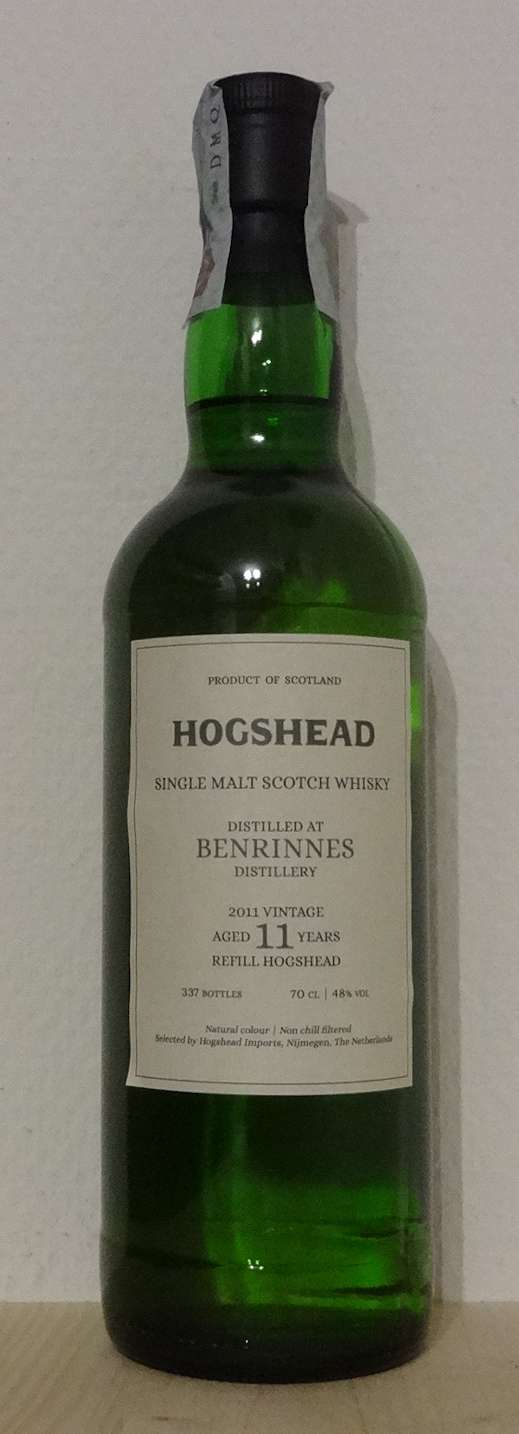 DMQ
PRODUCT OF SCOTLAND
HOGSHEAD
SINGLE MALT SCOTCH WHISKY
DISTILLED AT
BENRINNES
DISTILLERY
2011 VINTAGE
AGED 11 YEARS
REFILL HOGSHEAD
337 BOTTLES 70 CL | 48% VOL
Natural colour | Non chill filtered
Selected by Hogshead Imports, Nijmegen, The Netherlands